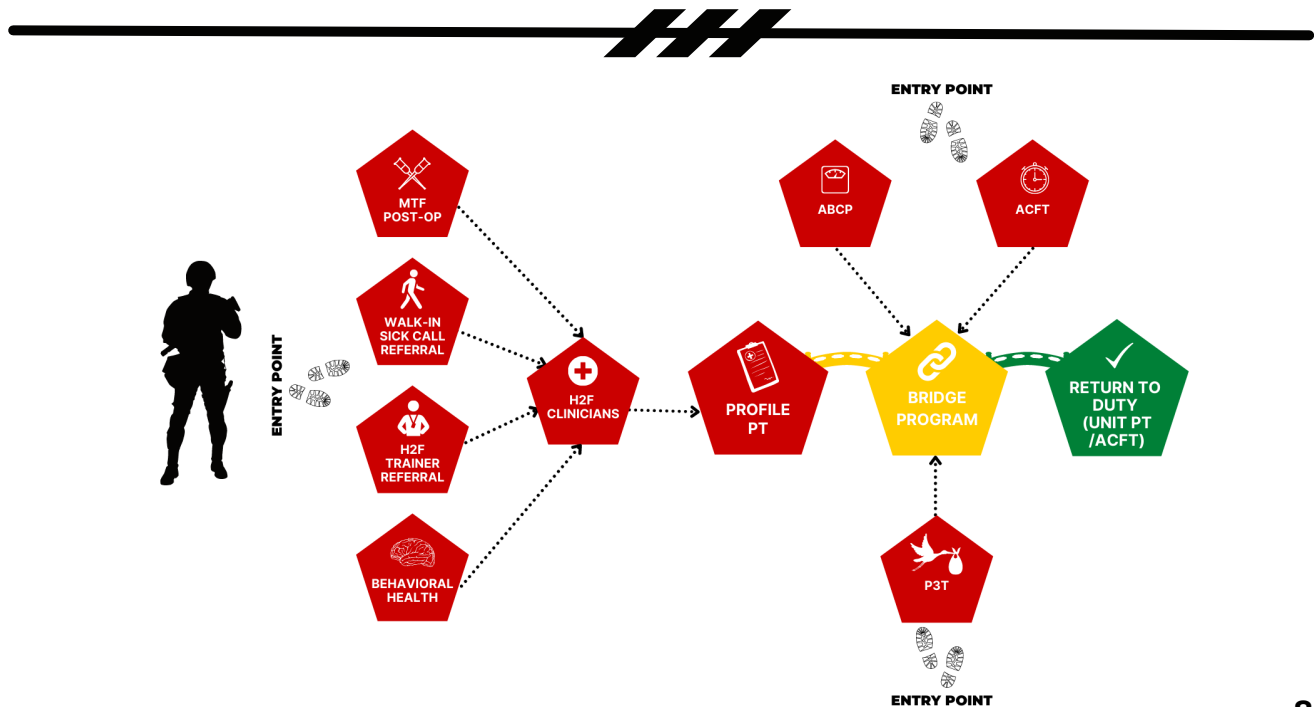 ENTRY POINT
MTF
POST-OP
ABCP
ACFT
WALK-IN
SICK CALL
REFERRAL
ENTRY POINT
H2F
CLINICIANS
PROFILE
PT
BRIDGE
PROGRAM
RETURN TO
DUTY
(UNIT PT
/ACFT)
H2F
TRAINER
REFERRAL
BEHAVIORAL
HEALTH
P3T
ENTRY POINT